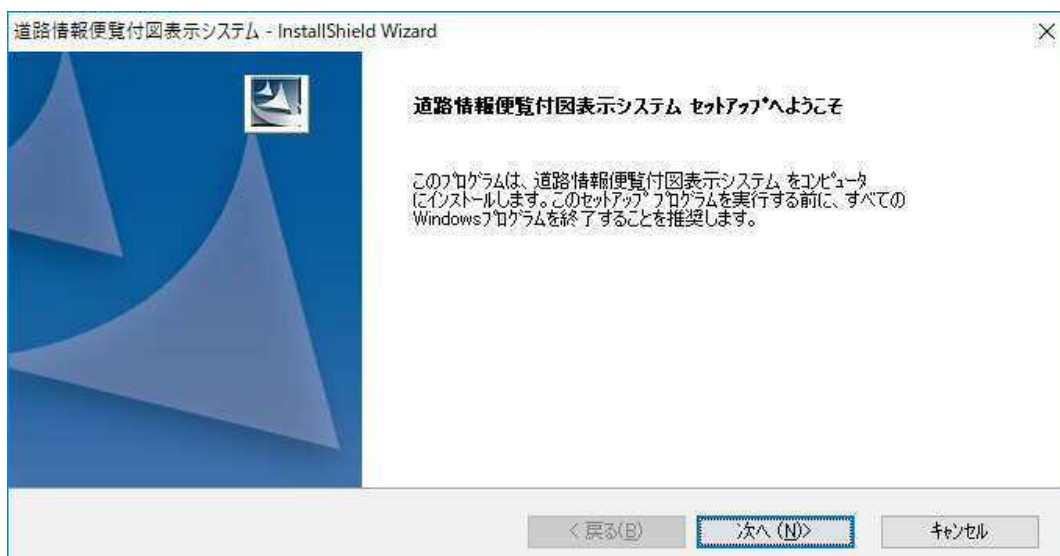 道路情報便覧付図表示システム - InstallShield Wizard
道路情報便覧付図表示システム ｾｯﾄｱｯﾌﾟへようこそ
このﾌﾟﾛｸﾞﾗﾑは、道路情報便覧付図表示システム をｺﾝﾋﾟｭｰﾀ
にｲﾝｽﾄｰﾙします。このｾｯﾄｱｯﾌﾟ ﾌﾟﾛｸﾞﾗﾑを実行する前に、すべての
Windowsﾌﾟﾛｸﾞﾗﾑを終了することを推奨します。
< 戻る(B)
次へ (N)>
ｷｬﾝｾﾙ